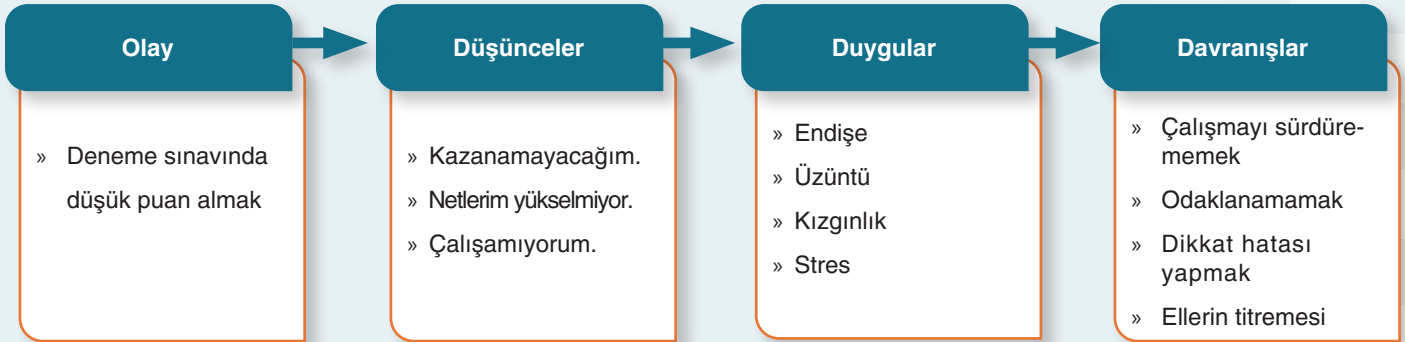 Olay
» Deneme sınavında
düşük puan almak
Düşünceler
» Kazanamayacağım.
» Netlerim yükselmiyor.
» Çalışamıyorum.
Duygular
» Endişe
» Üzüntü
» Kızgınlık
» Stres
Davranışlar
» Çalışmayı sürdüre-
memek
» Odaklanamamak
» Dikkat hatası
yapmak
» Ellerin titremesi